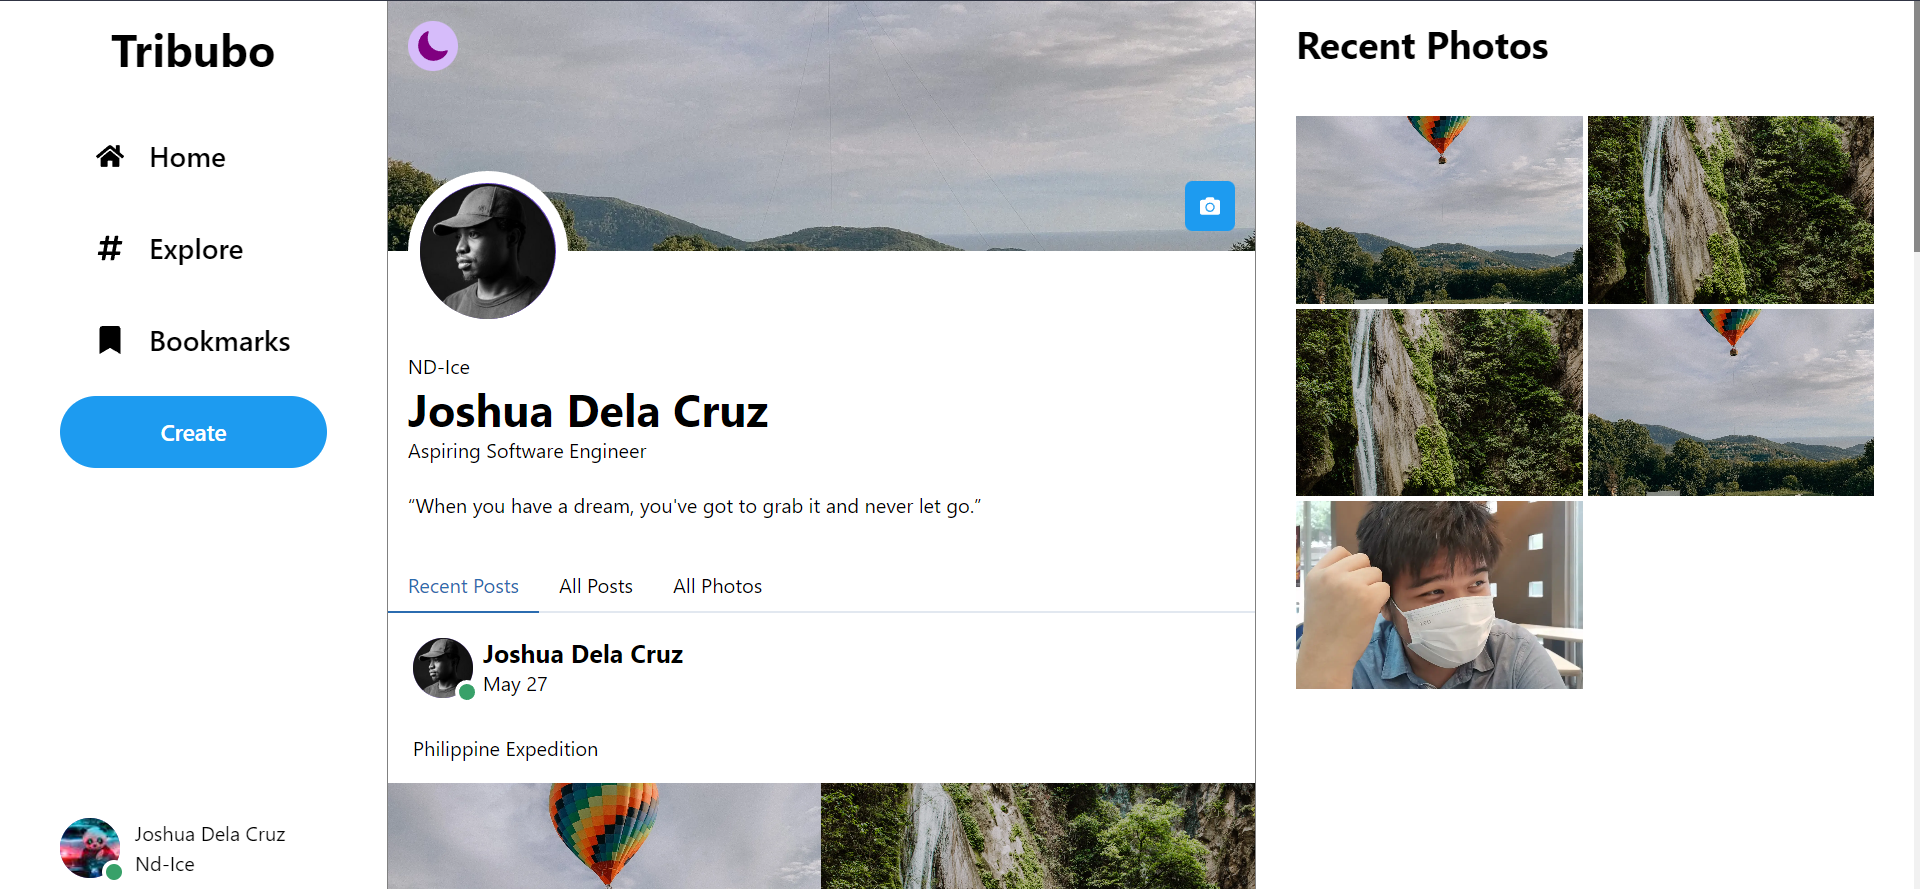 Tribubo
Home
Explore
Bookmarks
Create
Joshua Dela Cruz
Nd-Ice
ND-Ice
Joshua Dela Cruz
Aspiring Software Engineer
“When you have a dream, you've got to grab it and never let go.”
Recent Posts All Posts All Photos
Joshua Dela Cruz
May 27
Philippine Expedition
Recent Photos